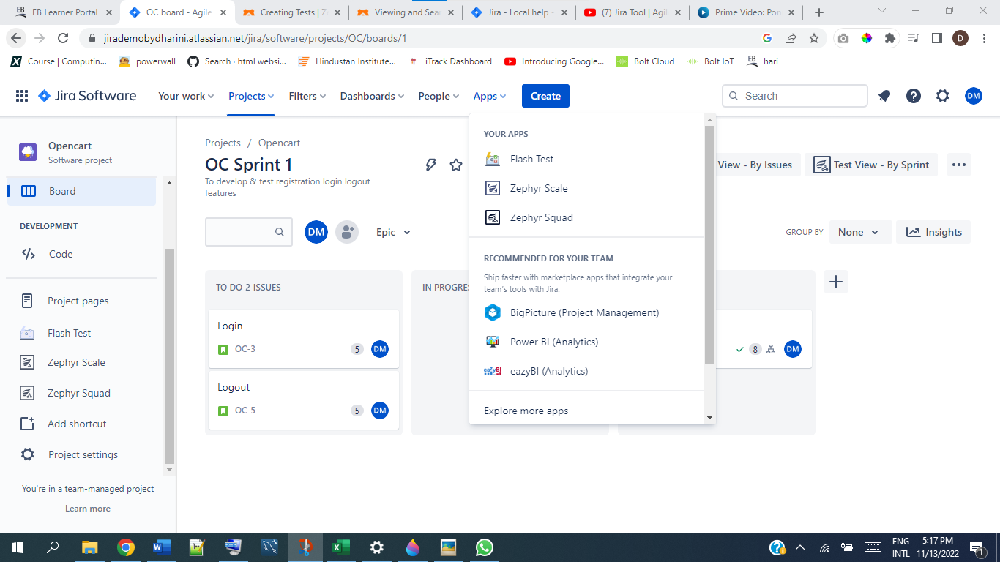 EB Learner Portal
OC board - Agile
Creating Tests | Z
Viewing and Sea
Jira - Local help -
(7) Jira Tool | Agil
Prime Video: Pon
jirademobydharini.atlassian.net/jira/software/projects/OC/boards/1
D
Course | Computin...
powerwall
Search · html websi...
Hindustan Institute...
iTrack Dashboard
Introducing Google...
Bolt Cloud
Bolt IoT
hari
Jira Software
Your work
Projects
Filters
Dashboards
People
Apps
Create
Search
DM
Opencart
Software project
Board
DEVELOPMENT
Code
Project pages
Flash Test
Zephyr Scale
Zephyr Squad
Add shortcut
Project settings
You're in a team-managed project
Learn more
Projects / Opencart
OC Sprint 1
To develop & test registration login logout
features
View - By Issues
Test View - By Sprint
DM
Epic
GROUP BY
None
Insights
TO DO 2 ISSUES
Login
OC-3
5
DM
Logout
OC-5
5
DM
IN PROGRES
8
DM
YOUR APPS
Flash Test
Zephyr Scale
Zephyr Squad
RECOMMENDED FOR YOUR TEAM
Ship faster with marketplace apps that integrate your
team's tools with Jira.
BigPicture (Project Management)
Power BI (Analytics)
eazyBI
eazyBI (Analytics)
Explore more apps
ENG
INTL
5:17 PM
11/13/2022
1